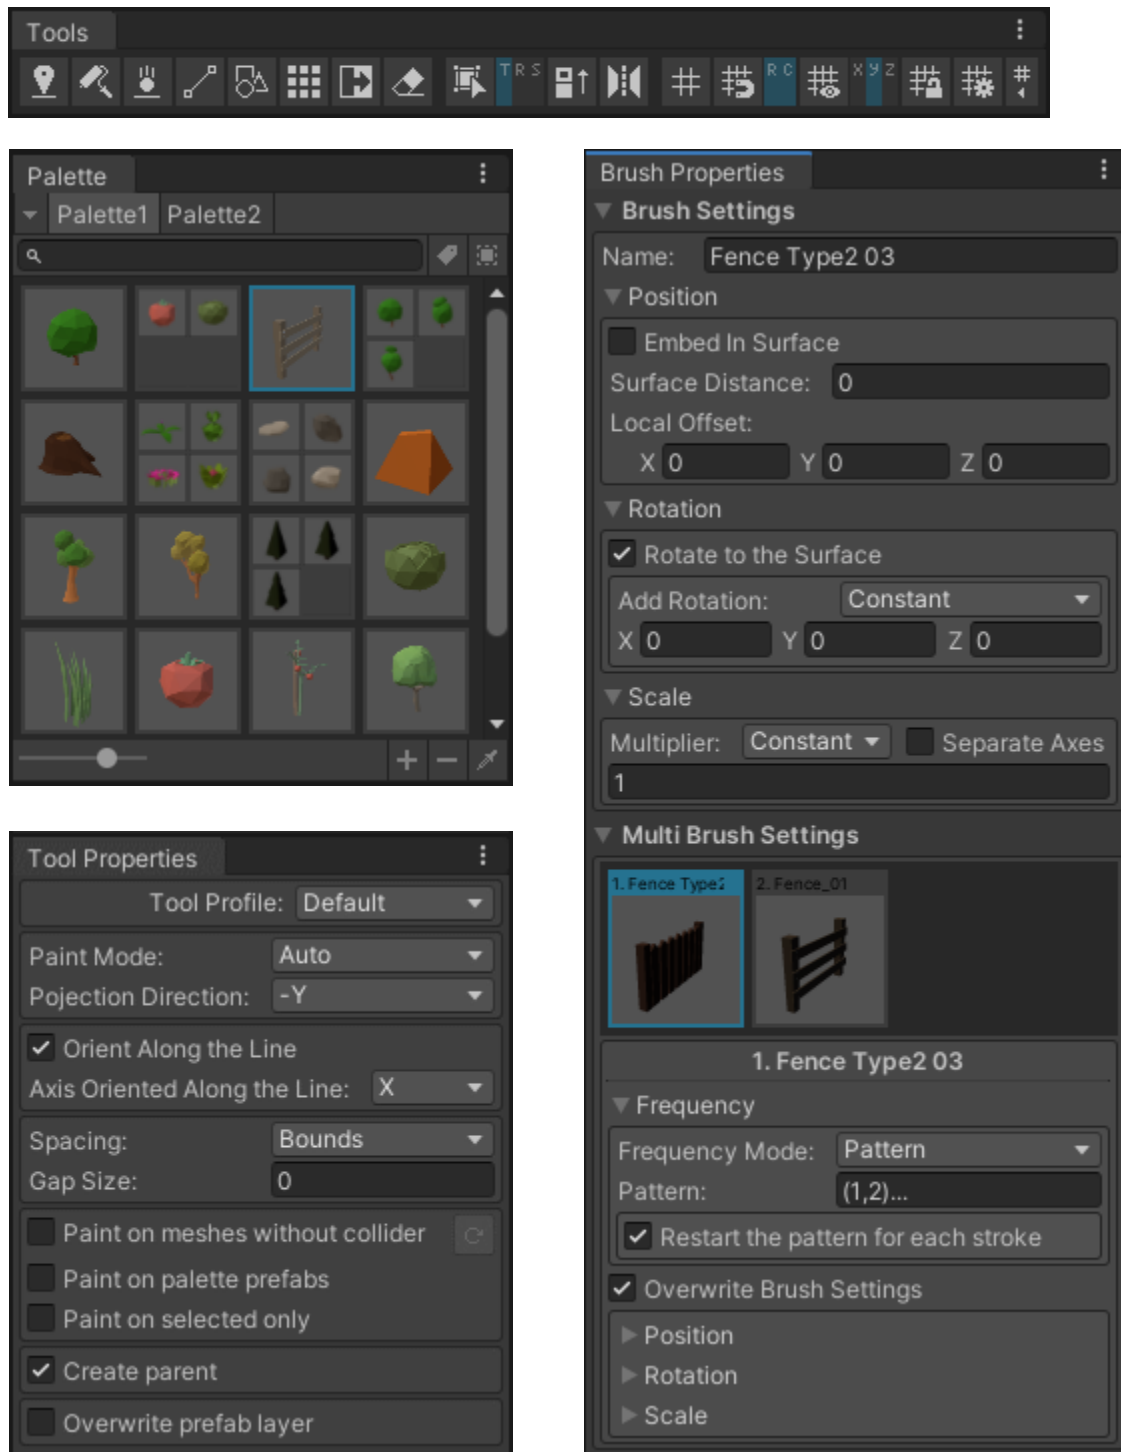 Tools
T R S
R C
X Y Z
Palette
Palette1 Palette2
Tool Properties
Tool Profile: Default
Paint Mode: Auto
Pojection Direction: -Y
Orient Along the Line
Axis Oriented Along the Line: X
Spacing: Bounds
Gap Size: 0
Paint on meshes without collider
Paint on palette prefabs
Paint on selected only
Create parent
Overwrite prefab layer
Brush Properties
Brush Settings
Name: Fence Type2 03
Position
Embed In Surface
Surface Distance: 0
Local Offset:
X 0 Y 0 Z 0
Rotation
Rotate to the Surface
Add Rotation: Constant
X 0 Y 0 Z 0
Scale
Multiplier: Constant Separate Axes
1
Multi Brush Settings
1. Fence Type2 2. Fence_01
1. Fence Type2 03
Frequency
Frequency Mode: Pattern
Pattern: (1,2)...
Restart the pattern for each stroke
Overwrite Brush Settings
Position
Rotation
Scale